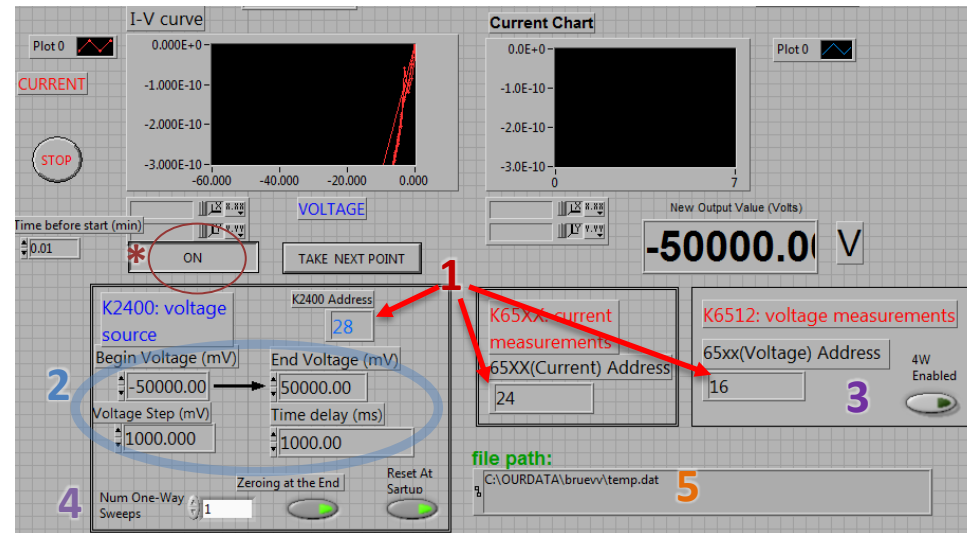 I-V curve
Current Chart
Plot 0
0.000E+0
-1.000E-10
-2.000E-10
-3.000E-10
-60.000 -40.000 -20.000 0.000
0.0E+0
-1.0E-10
-2.0E-10
-3.0E-10
0 7
Plot 0
CURRENT
STOP
VOLTAGE
New Output Value (Volts)
-50000.0
V
Time before start (min)
0.01
* ON
TAKE NEXT POINT
1
K2400: voltage
source
K2400 Address
28
2
Begin Voltage (mV)
-50000.00
End Voltage (mV)
50000.00
Voltage Step (mV)
1000.000
Time delay (ms)
1000.00
4
Num One-Way
Sweeps
1
Zeroing at the End
Reset At
Sartup
K65XX: current
measurements
65XX(Current) Address
24
K6512: voltage measurements
65xx(Voltage) Address
16
3
4W
Enabled
file path:
C:\OURDATA\bruevv\temp.dat
5